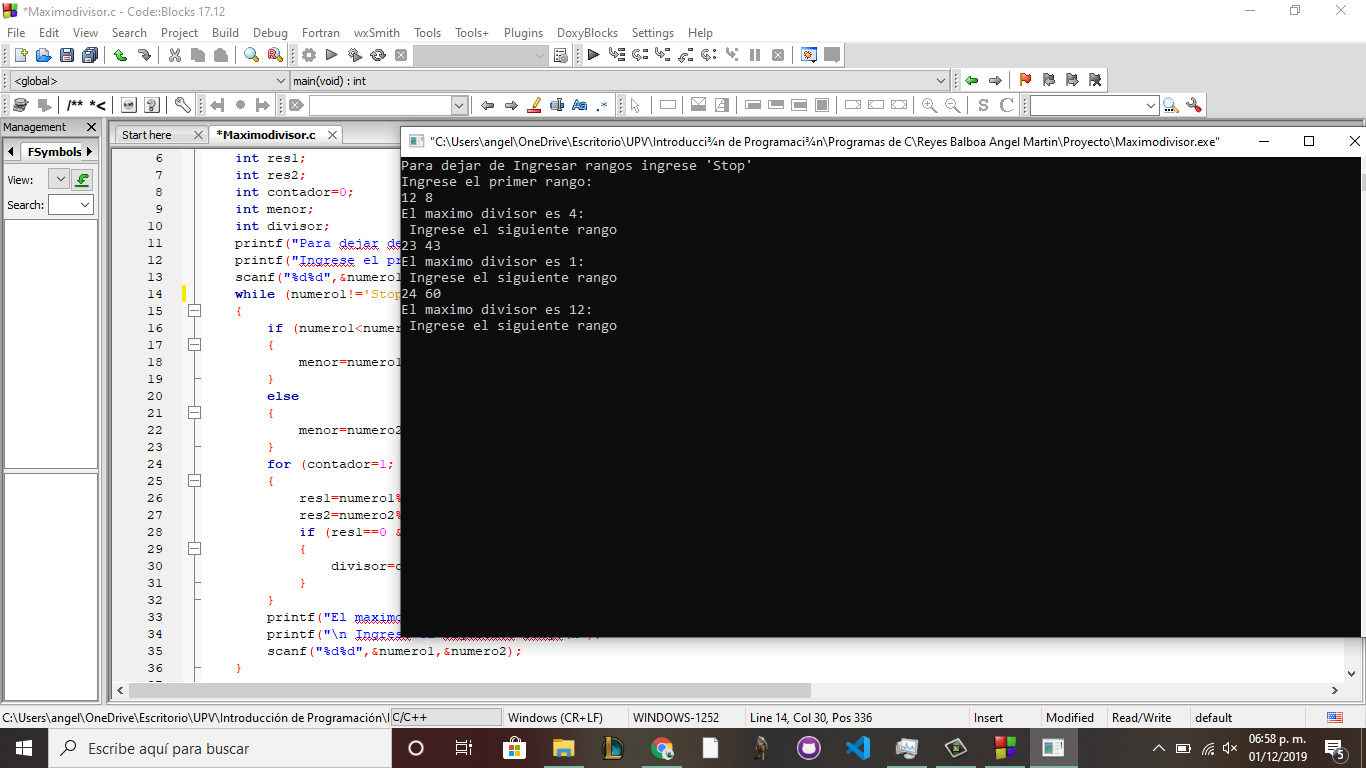 *Maximodivisor.c - Code::Blocks 17.12
File Edit View Search Project Build Debug Fortran wxSmith Tools Tools+ Plugins DoxyBlocks Settings Help
<global> main(void) : int
/** *<
S C
Management
Start here *Maximodivisor.c
FSymbols
View:
Search:
6 int res1;
7 int res2;
8 int contador=0;
9 int menor;
10 int divisor;
11 printf("Para dejar de
12 printf("Ingrese el pr
13 scanf("%d%d",&numero1
14 while (numero1!='Stop
15 {
16 if (numero1<numer
17 {
18 menor=numero1
19 }
20 else
21 {
22 menor=numero2
23 }
24 for (contador=1;
25 {
26 res1=numero1%
27 res2=numero2%
28 if (res1==0 &
29 {
30 divisor=c
31 }
32 }
33 printf("El maximo
34 printf("\n Ingrese
35 scanf("%d%d",&numero1,&numero2);
36 }
"C:\Users\angel\OneDrive\Escritorio\UPV\Introducci¾n de Programaci¾n\Programas de C\Reyes Balboa Angel Martin\Proyecto\Maximodivisor.exe"
Para dejar de Ingresar rangos ingrese 'Stop'
Ingrese el primer rango:
12 8
El maximo divisor es 4:
Ingrese el siguiente rango
23 43
El maximo divisor es 1:
Ingrese el siguiente rango
24 60
El maximo divisor es 12:
Ingrese el siguiente rango
C:\Users\angel\OneDrive\Escritorio\UPV\Introducción de Programación\ C/C++ Windows (CR+LF) WINDOWS-1252 Line 14, Col 30, Pos 336 Insert Modified Read/Write default
Escribe aquí para buscar
06:58 p. m.
01/12/2019
5